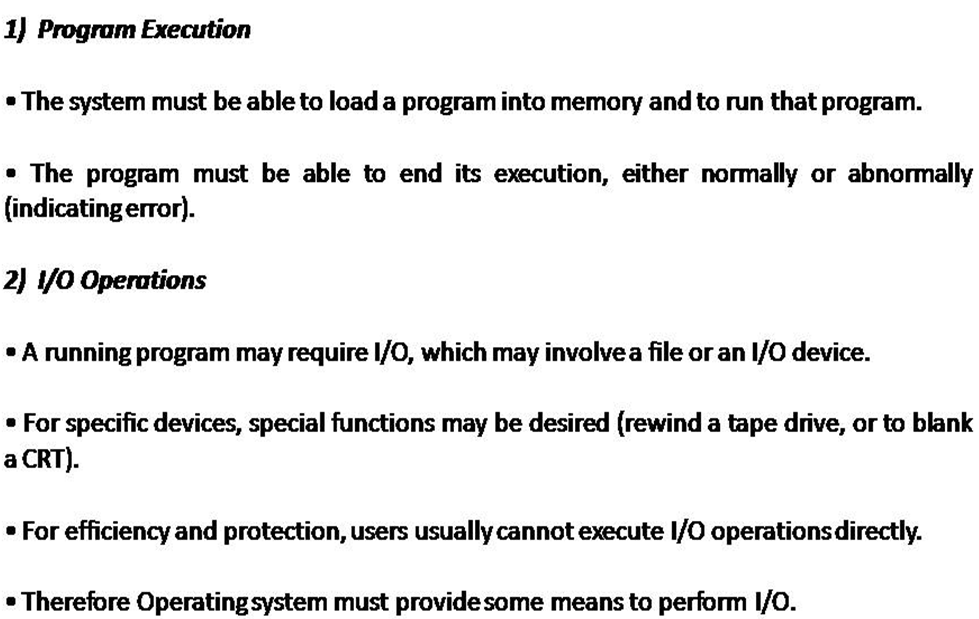 1) Program Execution
• The system must be able to load a program into memory and to run that program.
• The program must be able to end its execution, either normally or abnormally
(indicating error).
2) I/O Operations
• A running program may require I/O, which may involve a file or an I/O device.
• For specific devices, special functions may be desired (rewind a tape drive, or to blank
a CRT).
• For efficiency and protection, users usually cannot execute I/O operations directly.
• Therefore Operating system must provide some means to perform I/O.